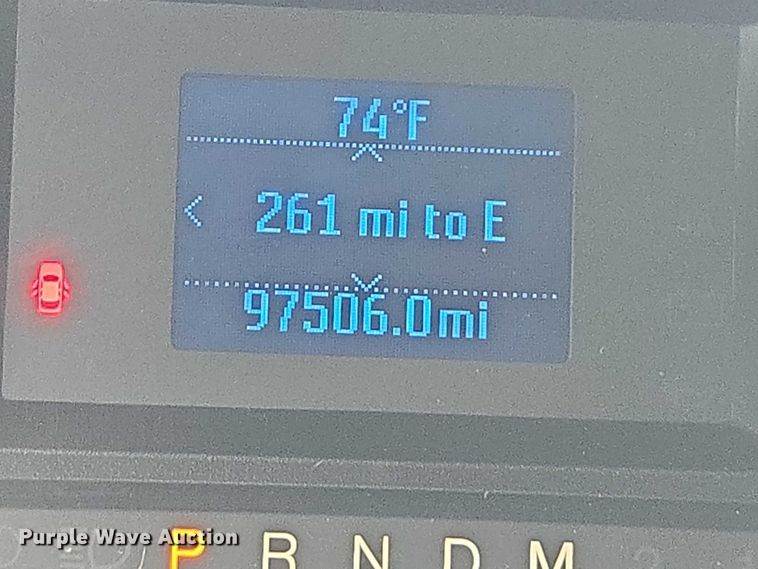 74°F
261 mi to E
97506.0mi
P R N D M
Purple Wave Auction